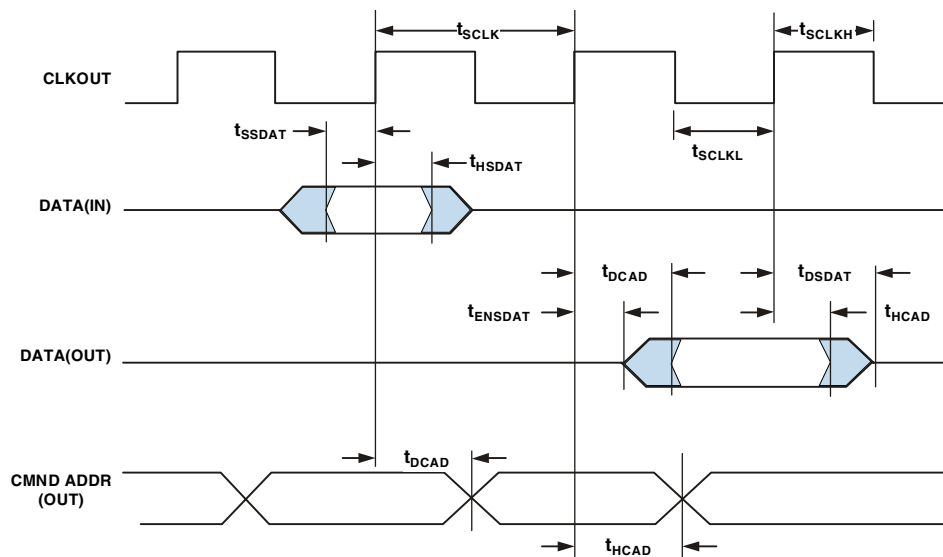 tSCLK
tSCLKH
CLKOUT
tSSDAT
tSCLKL
tHSDAT
DATA(IN)
tDCAD
tDSDAT
tENSDAT
tHCAD
DATA(OUT)
tDCAD
CMND ADDR
(OUT)
tHCAD